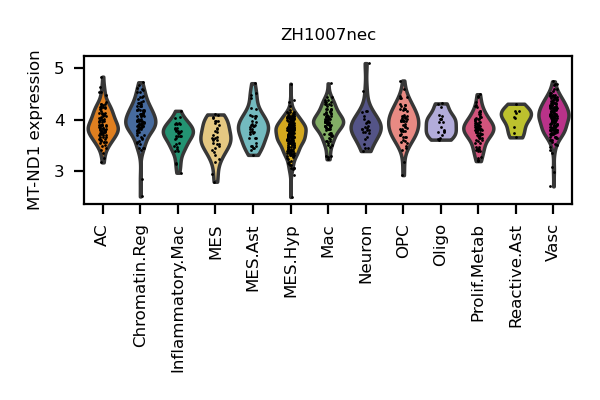 ZH1007nec
MT-ND1 expression
5
4
3
AC
Chromatin.Reg
Inflammatory.Mac
MES
MES.Ast
MES.Hyp
Mac
Neuron
OPC
Oligo
Prolif.Metab
Reactive.Ast
Vasc